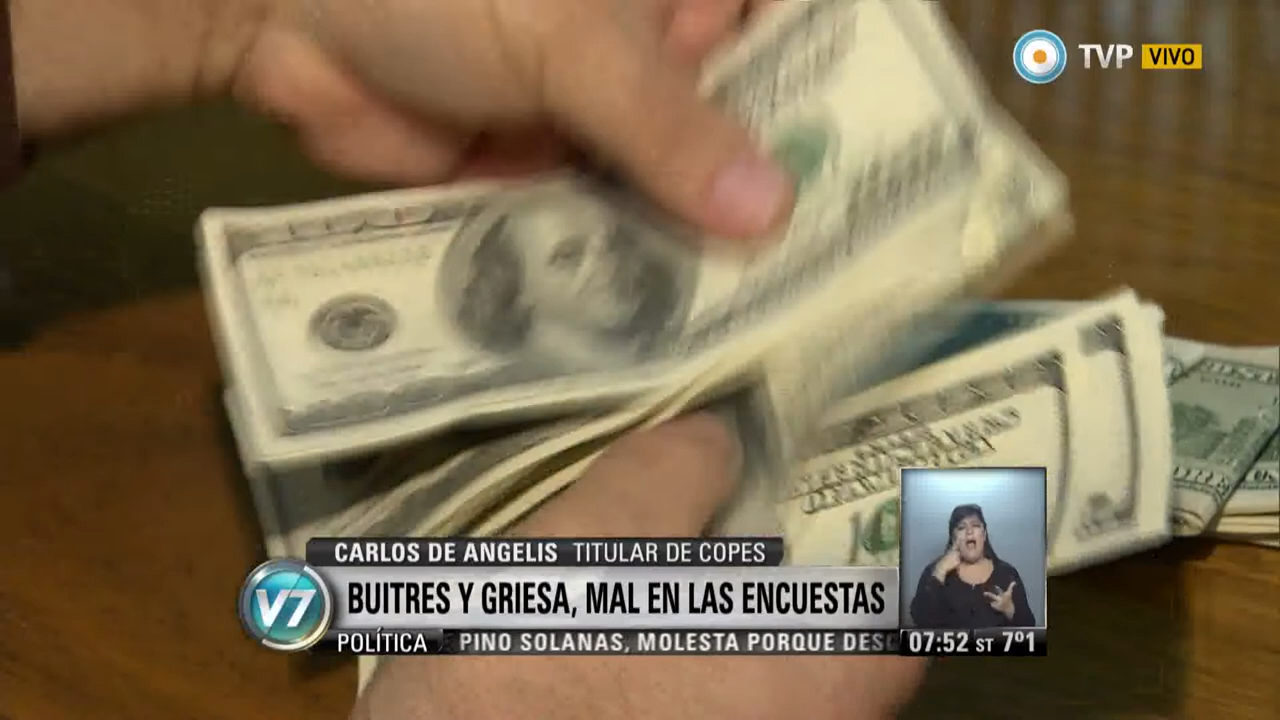 TVP VIVO
CARLOS DE ANGELIS TITULAR DE COPES
V7
BUITRES Y GRIESA, MAL EN LAS ENCUESTAS
POLÍTICA PINO SOLANAS, MOLESTA PORQUE DESC
07:52 ST 7º1